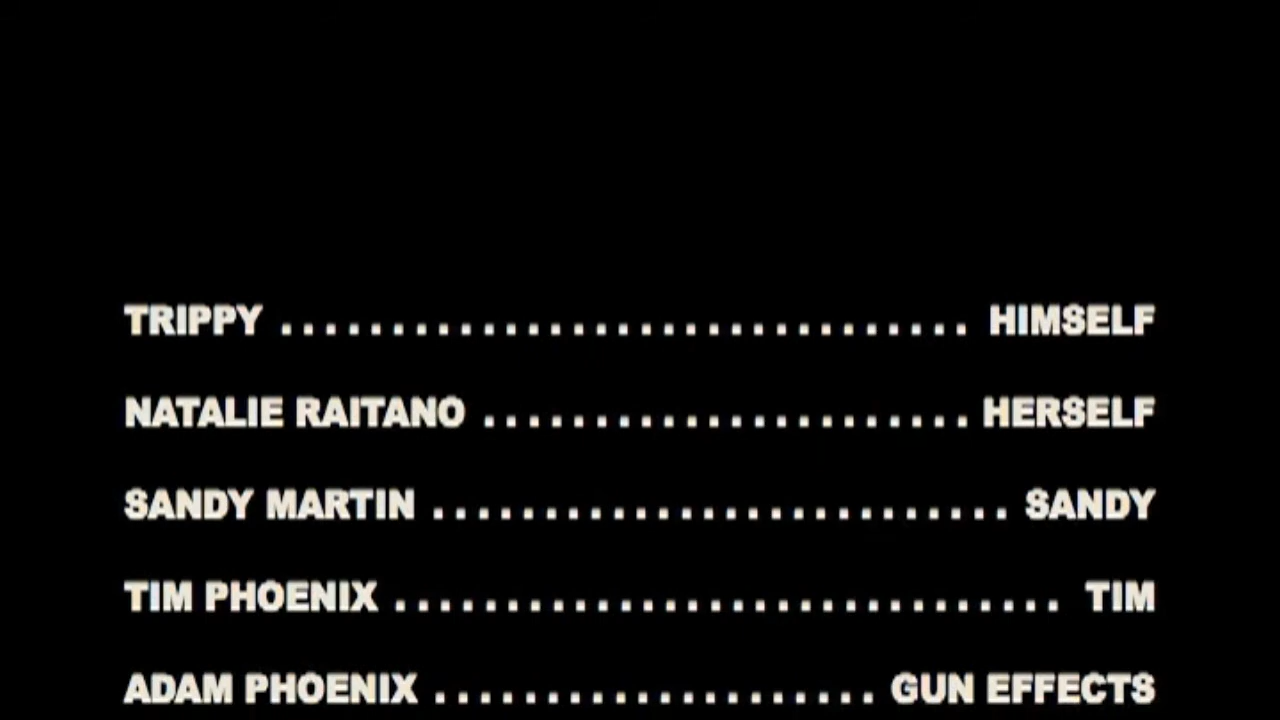 TRIPPY ............................... HIMSELF
NATALIE RAITANO ...................... HERSELF
SANDY MARTIN .......................... SANDY
TIM PHOENIX .............................. TIM
ADAM PHOENIX .................... GUN EFFECTS